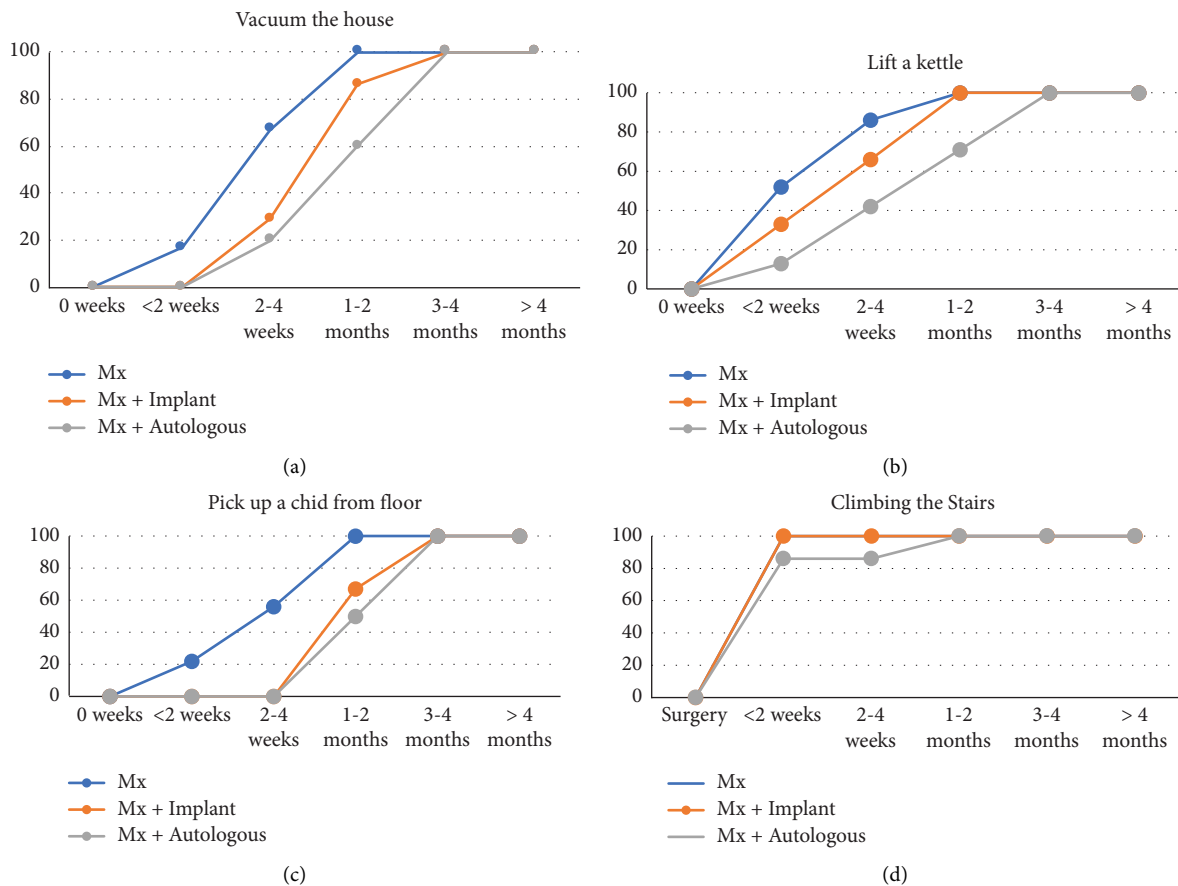 Vacuum the house
100
80
60
40
20
0
0 weeks <2 weeks 2-4 weeks 1-2 months 3-4 months > 4 months
Mx
Mx + Implant
Mx + Autologous
(a)
Lift a kettle
100
80
60
40
20
0
0 weeks <2 weeks 2-4 weeks 1-2 months 3-4 months > 4 months
Mx
Mx + Implant
Mx + Autologous
(b)
Pick up a chid from floor
100
80
60
40
20
0
0 weeks <2 weeks 2-4 weeks 1-2 months 3-4 months > 4 months
Mx
Mx + Implant
Mx + Autologous
(c)
Climbing the Stairs
100
80
60
40
20
0
Surgery <2 weeks 2-4 weeks 1-2 months 3-4 months > 4 months
Mx
Mx + Implant
Mx + Autologous
(d)